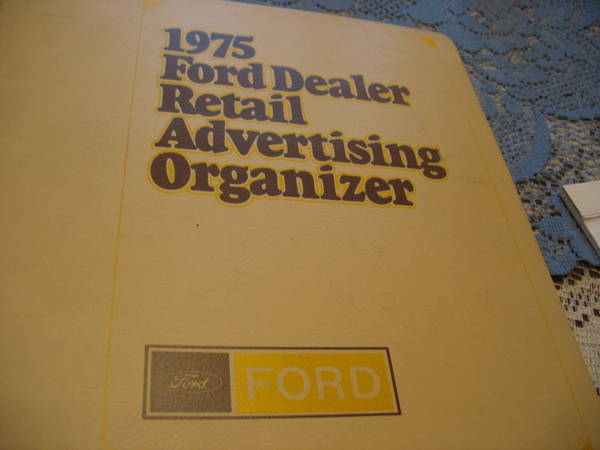 1975
Ford Dealer
Retail
Advertising
Organizer
Ford FORD